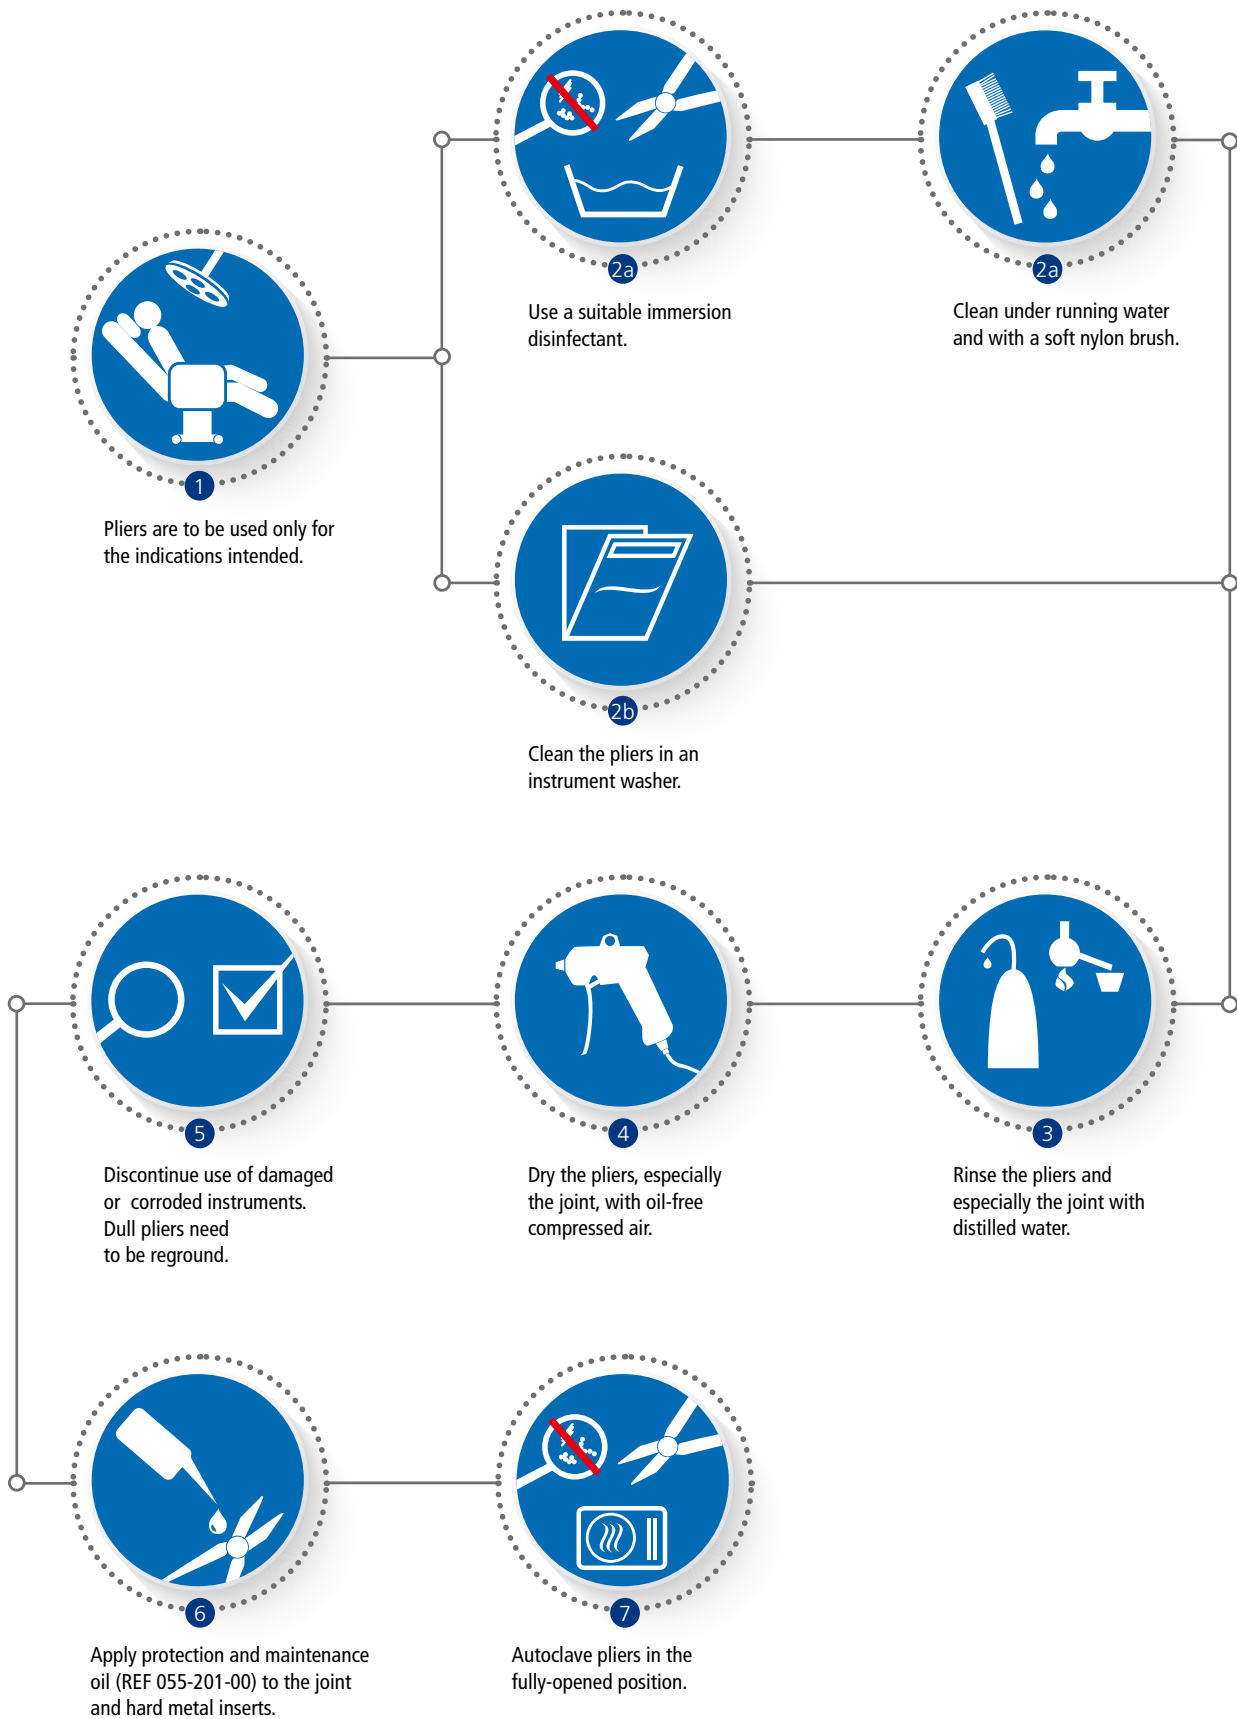 2a
Use a suitable immersion
disinfectant.
2a
Clean under running water
and with a soft nylon brush.
1
Pliers are to be used only for
the indications intended.
2b
Clean the pliers in an
instrument washer.
5
Discontinue use of damaged
or  corroded instruments.
Dull pliers need
to be reground.
4
Dry the pliers, especially
the joint, with oil-free
compressed air.
3
Rinse the pliers and
especially the joint with
distilled water.
6
Apply protection and maintenance
oil (REF 055-201-00) to the joint
and hard metal inserts.
7
Autoclave pliers in the
fully-opened position.